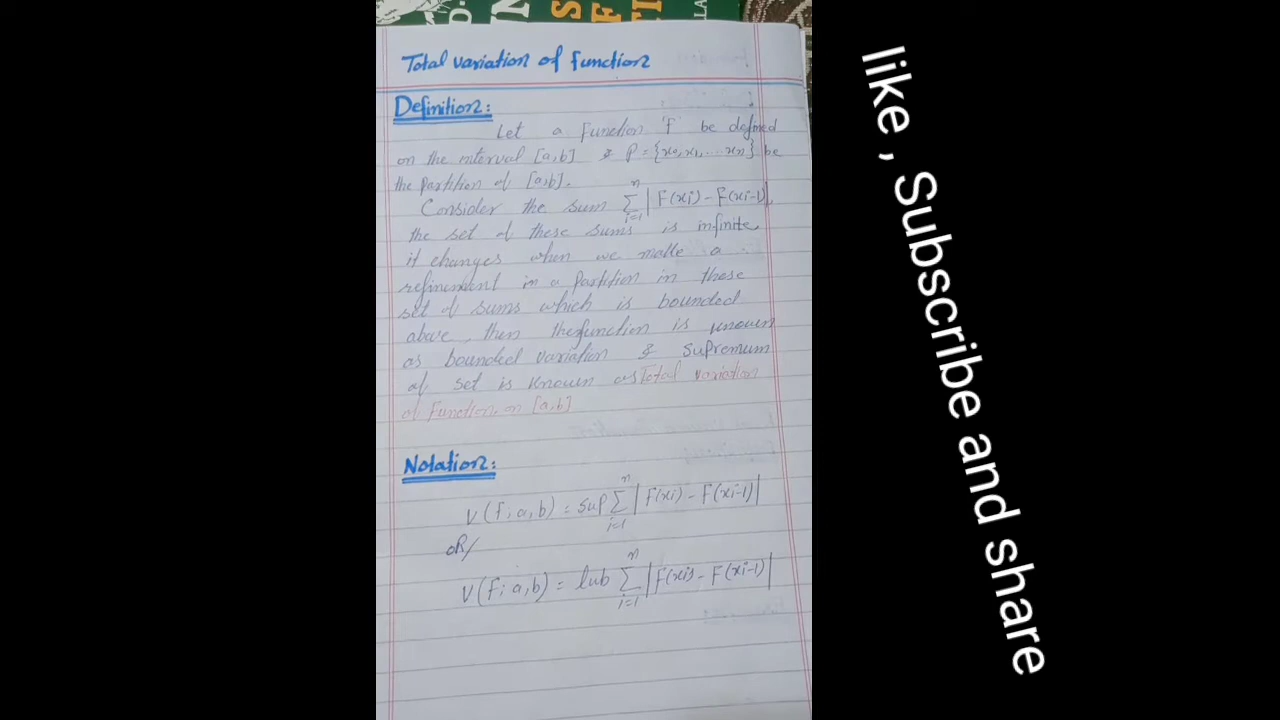 Total variation of function
Definition:
Let a function 'f' be defined
on the interval [a,b] & P = {x₀, x₁, ... xn} be
the partition of [a,b].
Consider the sum n∑i=1 |f(xi) - f(xi-1)|,
the set of these sums is infinite,
it changes when we make a
refinement in a partition in these
set of sums which is bounded
above, then the function is known
as bounded variation & supremum
of set is known as Total variation
of function, on [a,b]
Notation:
V(f; a, b) = sup n∑i=1 |f(xi) - f(xi-1)|
OR/
V(f; a, b) = lub n∑i=1 |f(xi) - f(xi-1)|
like , Subscribe and share